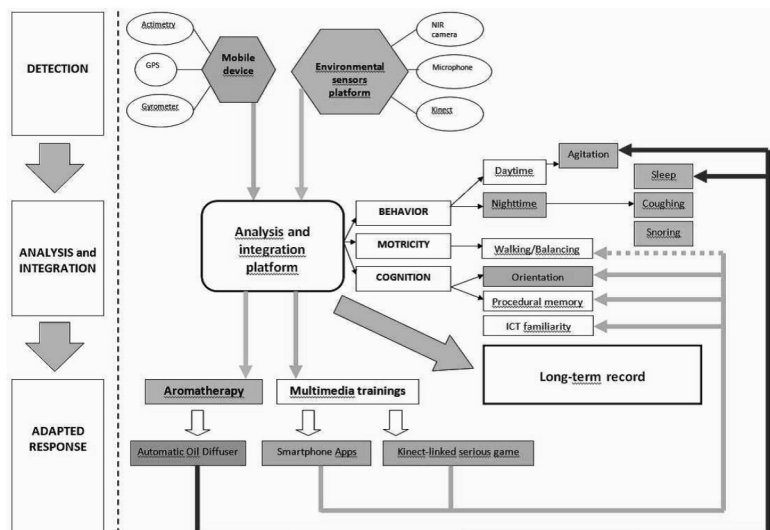 DETECTION
ANALYSIS and
INTEGRATION
ADAPTED
RESPONSE
Actimetry
GPS
Gyrometer
Mobile
device
Environmental
sensors
platform
NIR
camera
Microphone
Kinect
Analysis and
integration
platform
BEHAVIOR
MOTRICITY
COGNITION
Daytime
Nighttime
Agitation
Sleep
Coughing
Snoring
Walking/Balancing
Orientation
Procedural memory
ICT familiarity
Long-term record
Aromatherapy
Multimedia trainings
Automatic Oil Diffuser
Smartphone Apps
Kinect-linked serious game